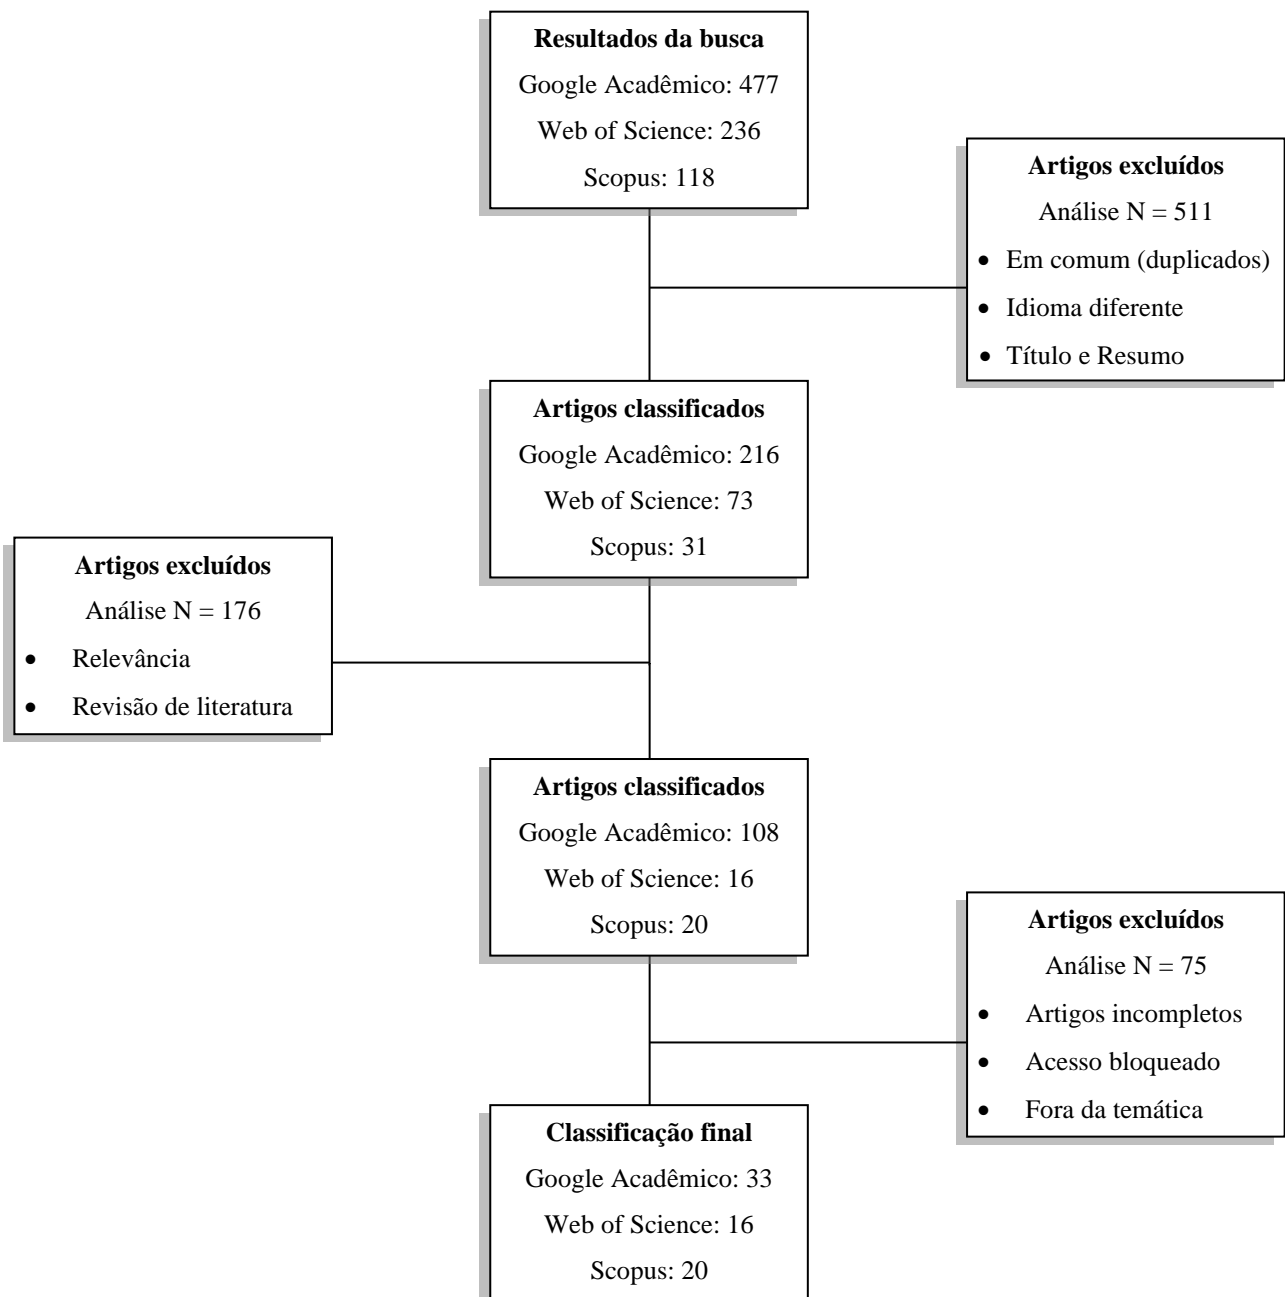 Resultados da busca
Google Acadêmico: 477
Web of Science: 236
Scopus: 118
Artigos excluídos
Análise N = 511
• Em comum (duplicados)
• Idioma diferente
• Título e Resumo
Artigos classificados
Google Acadêmico: 216
Web of Science: 73
Scopus: 31
Artigos excluídos
Análise N = 176
• Relevância
• Revisão de literatura
Artigos classificados
Google Acadêmico: 108
Web of Science: 16
Scopus: 20
Artigos excluídos
Análise N = 75
• Artigos incompletos
• Acesso bloqueado
• Fora da temática
Classificação final
Google Acadêmico: 33
Web of Science: 16
Scopus: 20